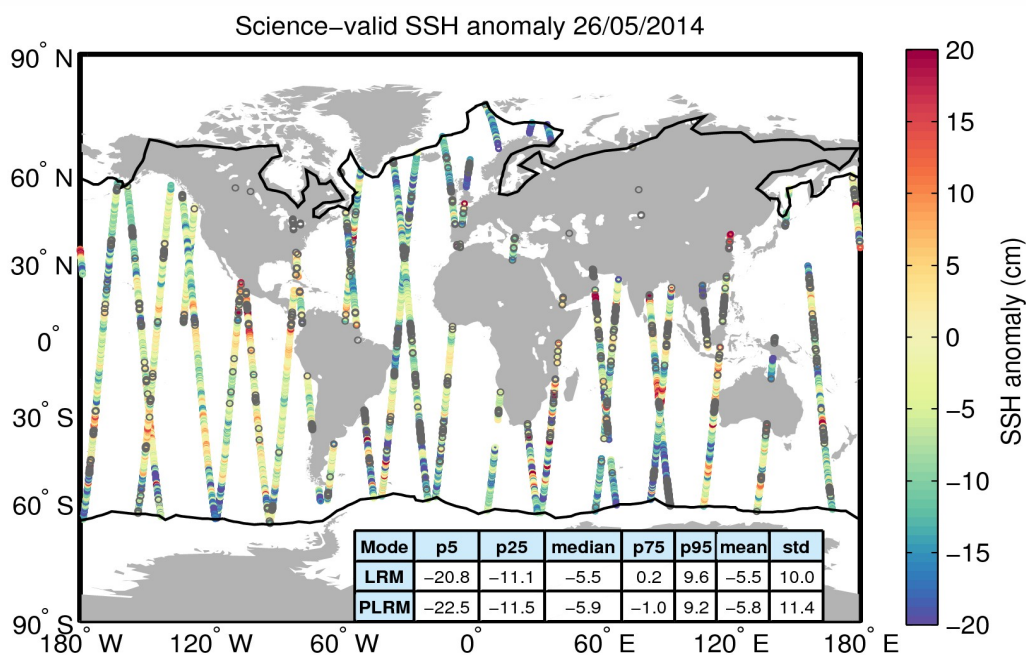 Science−valid SSH anomaly 26/05/2014
90° N
60° N
30° N
0°
30° S
60° S
90° S
180° W
120° W
60° W
0°
60° E
120° E
180° E
20
15
10
5
0
−5
−10
−15
−20
SSH anomaly (cm)
Mode p5 p25 median p75 p95 mean std
LRM −20.8 −11.1 −5.5 0.2 9.6 −5.5 10.0
PLRM −22.5 −11.5 −5.9 −1.0 9.2 −5.8 11.4